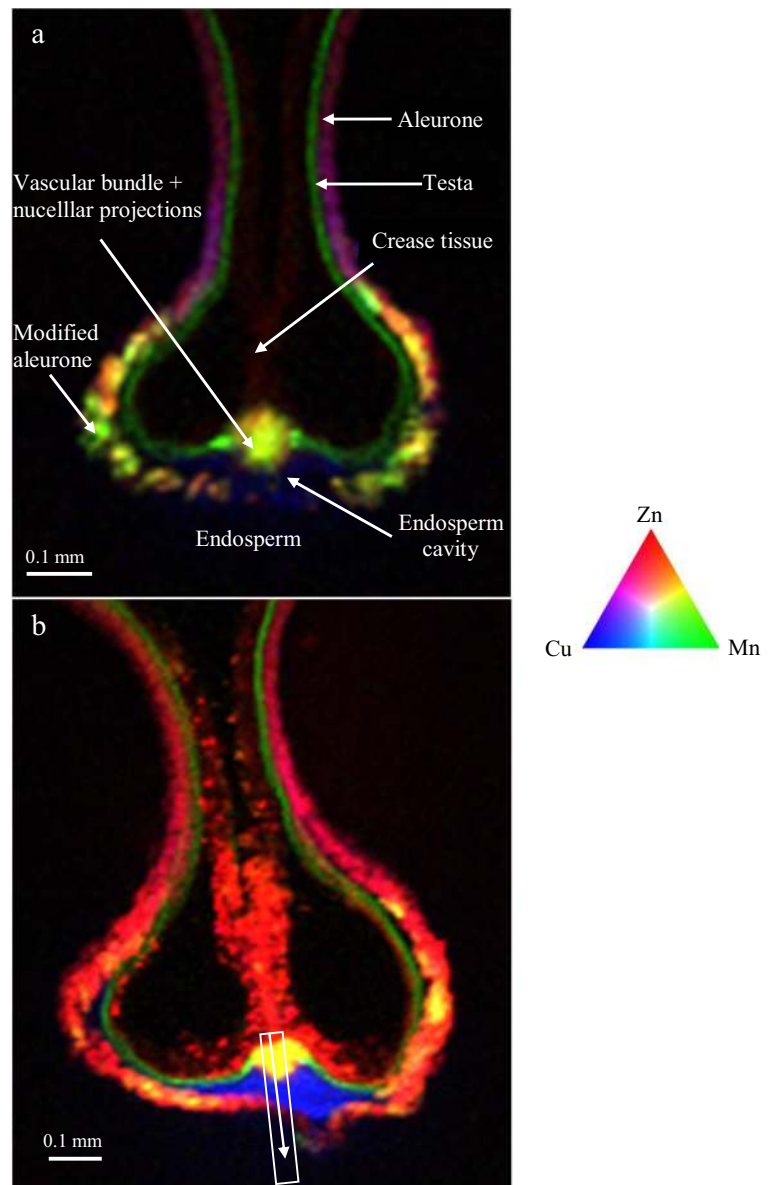 a
Aleurone
Testa
Vascular bundle +
nucelllar projections
Crease tissue
Modified
aleurone
Endosperm
Endosperm
cavity
0.1 mm
Zn
Cu
Mn
b
0.1 mm